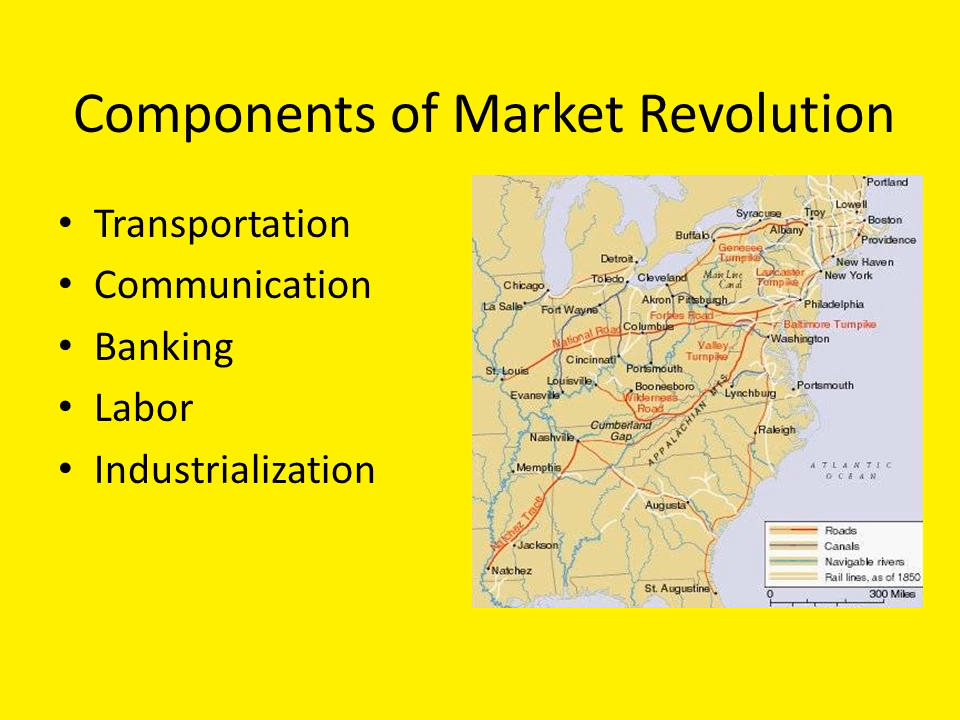 Components of Market Revolution
• Transportation
• Communication
• Banking
• Labor
• Industrialization
Portland
Lowell
Syracuse
Troy
Boston
Buffalo
Albany
Providence
Genesee
Turnpike
New Haven
Detroit
Main Line
Canal
Lancaster
Turnpike
New York
Chicago
Toledo
Cleveland
La Salle
Fort Wayne
Akron
Pittsburgh
Philadelphia
Forbes Road
National Road
Columbus
Baltimore Turnpike
Washington
Valley
Turnpike
Cincinnati
St. Louis
Portsmouth
Louisville
Boonesboro
Portsmouth
Evansville
Wilderness
Road
Lynchburg
APPALACHIAN MTS.
Cumberland
Gap
Raleigh
Nashville
Memphis
ATLANTIC
OCEAN
Natchez Trace
Augusta
Jackson
Natchez
St. Augustine
Roads
Canals
Navigable rivers
Rail lines, as of 1850
0 300 Miles